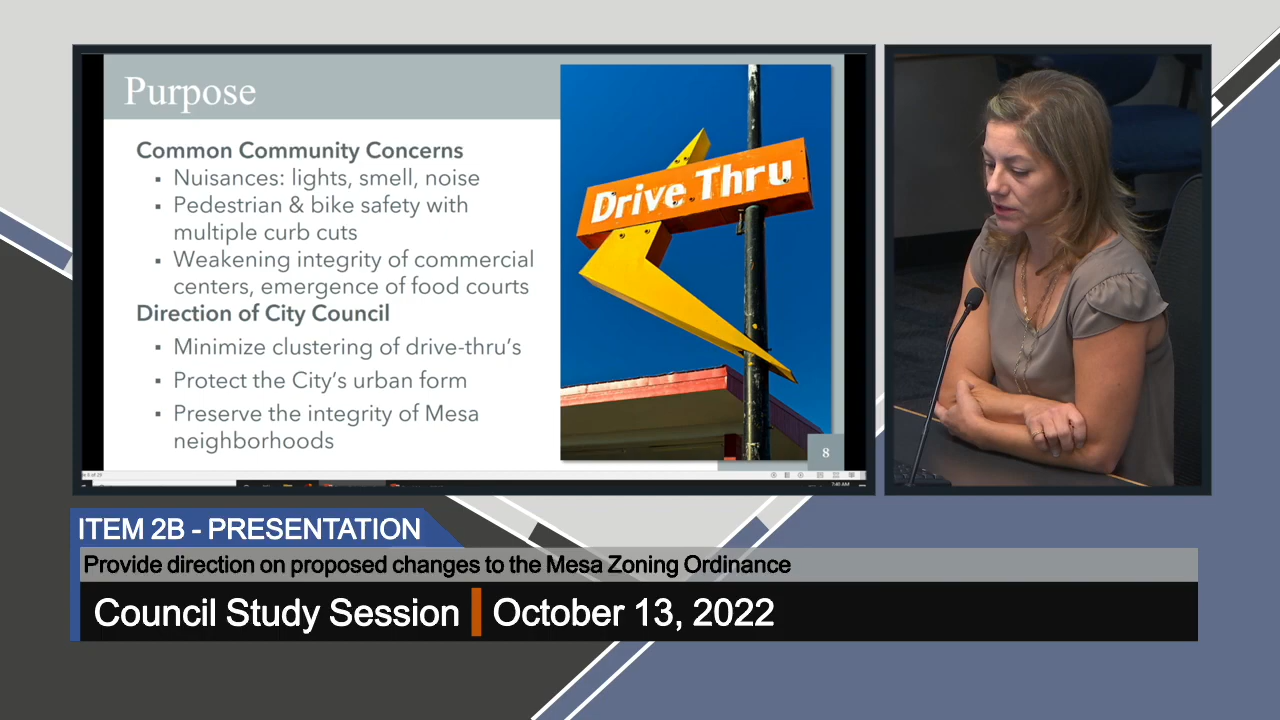 Purpose
Common Community Concerns
▪ Nuisances: lights, smell, noise
▪ Pedestrian & bike safety with
multiple curb cuts
▪ Weakening integrity of commercial
centers, emergence of food courts
Direction of City Council
▪ Minimize clustering of drive-thru's
▪ Protect the City's urban form
▪ Preserve the integrity of Mesa
neighborhoods
Drive Thru
8
7:40 AM
ITEM 2B - PRESENTATION
Provide direction on proposed changes to the Mesa Zoning Ordinance
Council Study Session | October 13, 2022